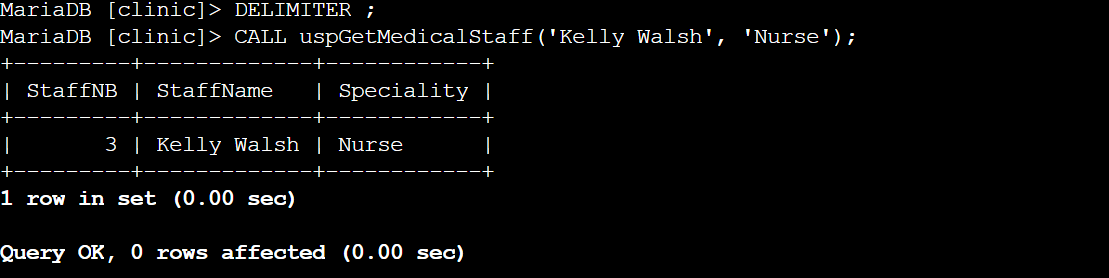 MariaDB [clinic]> DELIMITER ;
MariaDB [clinic]> CALL uspGetMedicalStaff('Kelly Walsh', 'Nurse');
+---------+-------------+------------+
| StaffNB | StaffName   | Speciality |
+---------+-------------+------------+
|       3 | Kelly Walsh | Nurse      |
+---------+-------------+------------+
1 row in set (0.00 sec)
Query OK, 0 rows affected (0.00 sec)